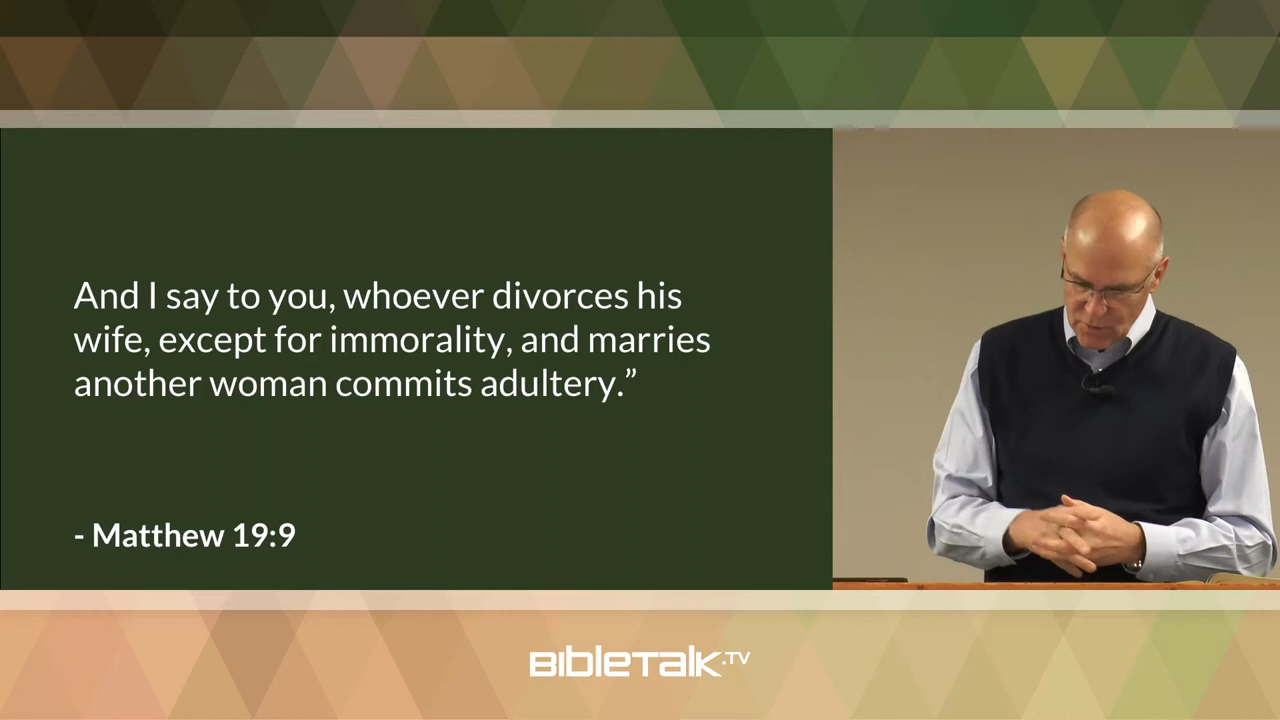 And I say to you, whoever divorces his
wife, except for immorality, and marries
another woman commits adultery.”
- Matthew 19:9
BIBLETALK.TV